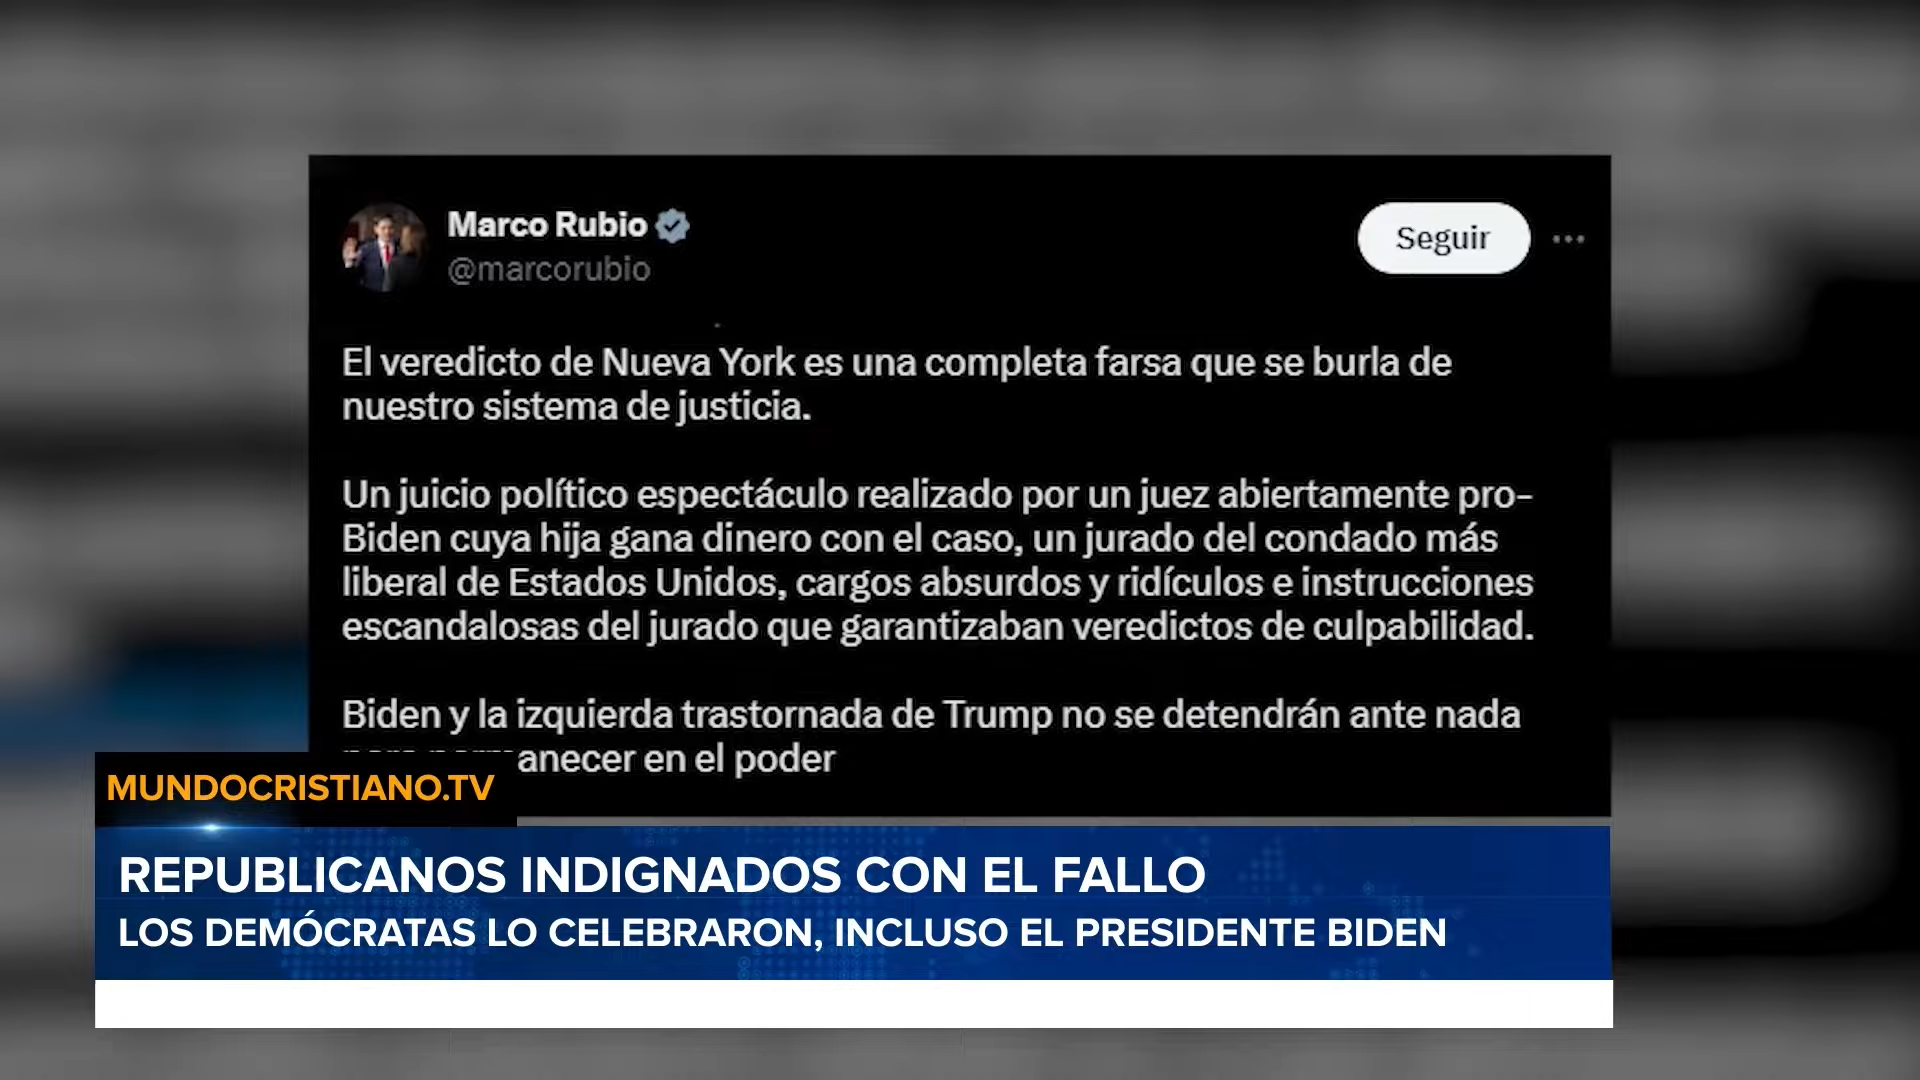 Marco Rubio
@marcorubio
Seguir
El veredicto de Nueva York es una completa farsa que se burla de
nuestro sistema de justicia.
Un juicio político espectáculo realizado por un juez abiertamente pro-
Biden cuya hija gana dinero con el caso, un jurado del condado más
liberal de Estados Unidos, cargos absurdos y ridículos e instrucciones
escandalosas del jurado que garantizaban veredictos de culpabilidad.
Biden y la izquierda trastornada de Trump no se detendrán ante nada
en el poder
MUNDOCRISTIANO.TV
REPUBLICANOS INDIGNADOS CON EL FALLO
LOS DEMÓCRATAS LO CELEBRARON, INCLUSO EL PRESIDENTE BIDEN